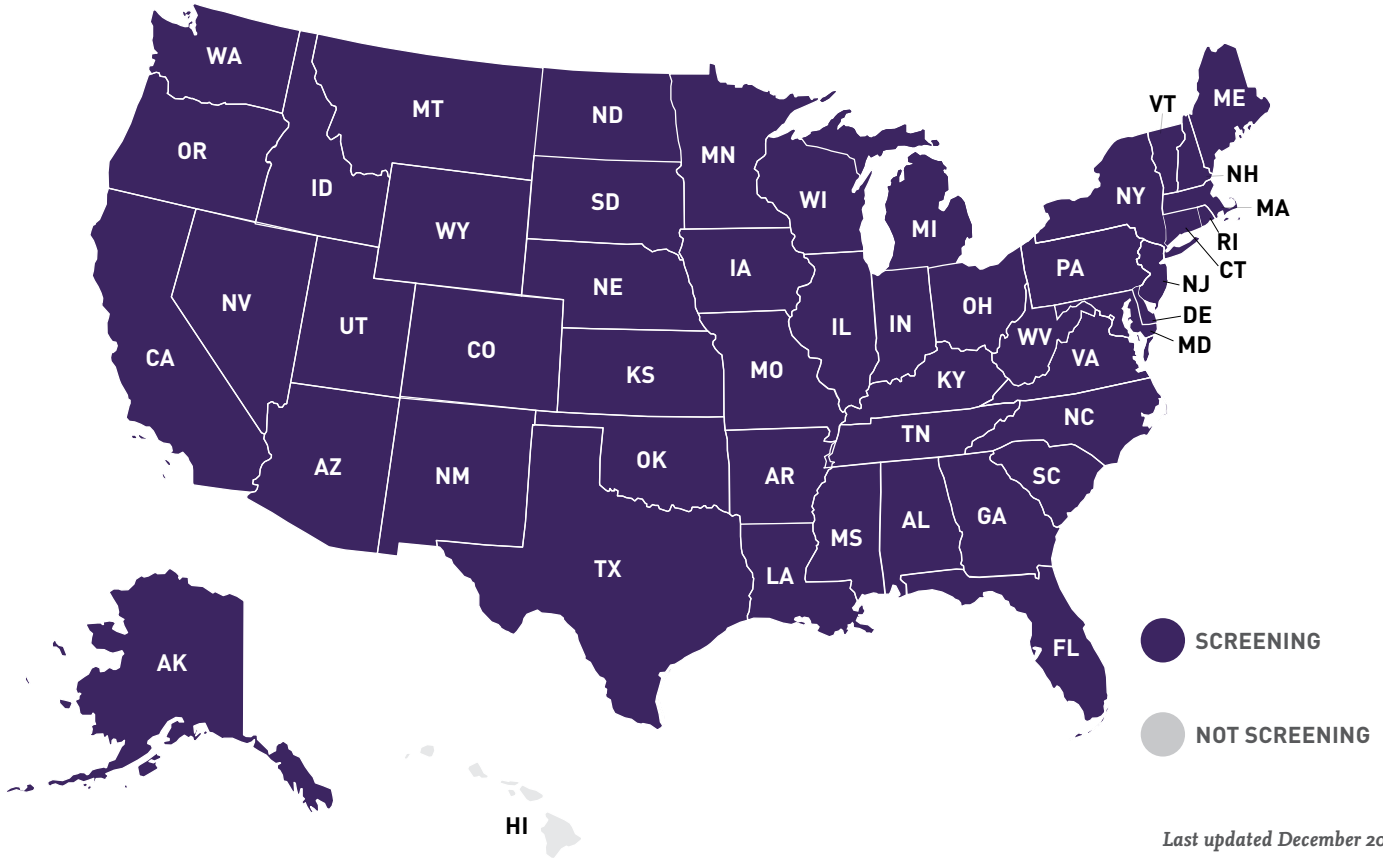 WA
MT
ND
MN
OR
ID
SD
WI
MI
VT
ME
NY
NH
MA
RI
CT
WY
IA
NE
PA
NJ
NV
UT
CO
IL
IN
OH
DE
WV
MD
CA
KS
MO
KY
VA
AZ
NM
OK
AR
TN
NC
SC
MS
AL
GA
TX
LA
FL
AK
HI
SCREENING
NOT SCREENING
Last updated December